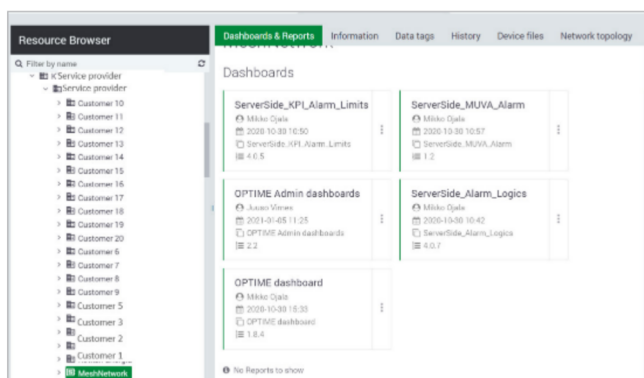 Resource Browser
Filter by name
Service provider
Service provider
Customer 10
Customer 11
Customer 12
Customer 13
Customer 14
Customer 15
Customer 16
Customer 17
Customer 18
Customer 19
Customer 20
Customer 6
Customer 7
Customer 8
Customer 9
Customer 5
Customer 3
Customer 2
Customer 1
MeshNetwork
Dashboards & Reports Information Data tags History Device files Network topology
MeshNetwork
Dashboards
ServerSide_KPI_Alarm_Limits
Mikko Ojala
2020-10-30 10:50
ServerSide_KPI_Alarm_Limits
4.0.5
ServerSide_MUVA_Alarm
Mikko Ojala
2020-10-30 10:57
ServerSide_MUVA_Alarm
1.2
OPTIME Admin dashboards
2021-01-05 11:25
OPTIME Admin dashboards
2.2
ServerSide_Alarm_Logics
Mikko Ojala
2020-10-30 10:42
ServerSide_Alarm_Logics
4.0.7
OPTIME dashboard
Mikko Ojala
2020-10-30 15:33
OPTIME dashboard
1.8.4
No Reports to show